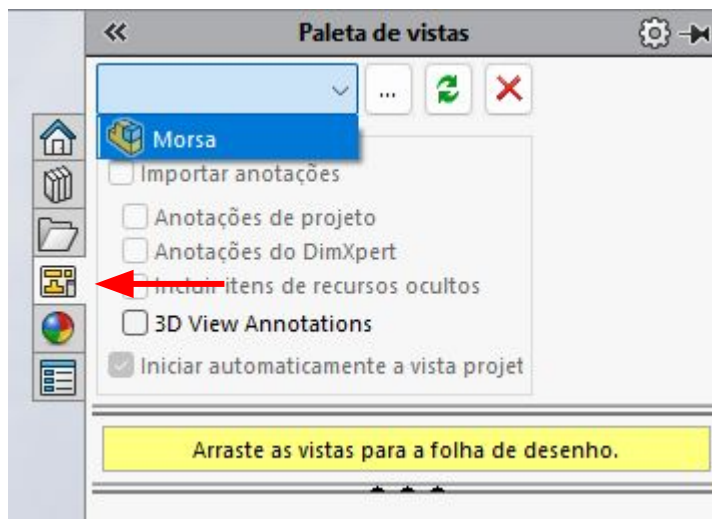 Paleta de vistas
...
Morsa
Importar anotações
Anotações de projeto
Anotações do DimXpert
Incluir itens de recursos ocultos
3D View Annotations
Iniciar automaticamente a vista projet
Arraste as vistas para a folha de desenho.